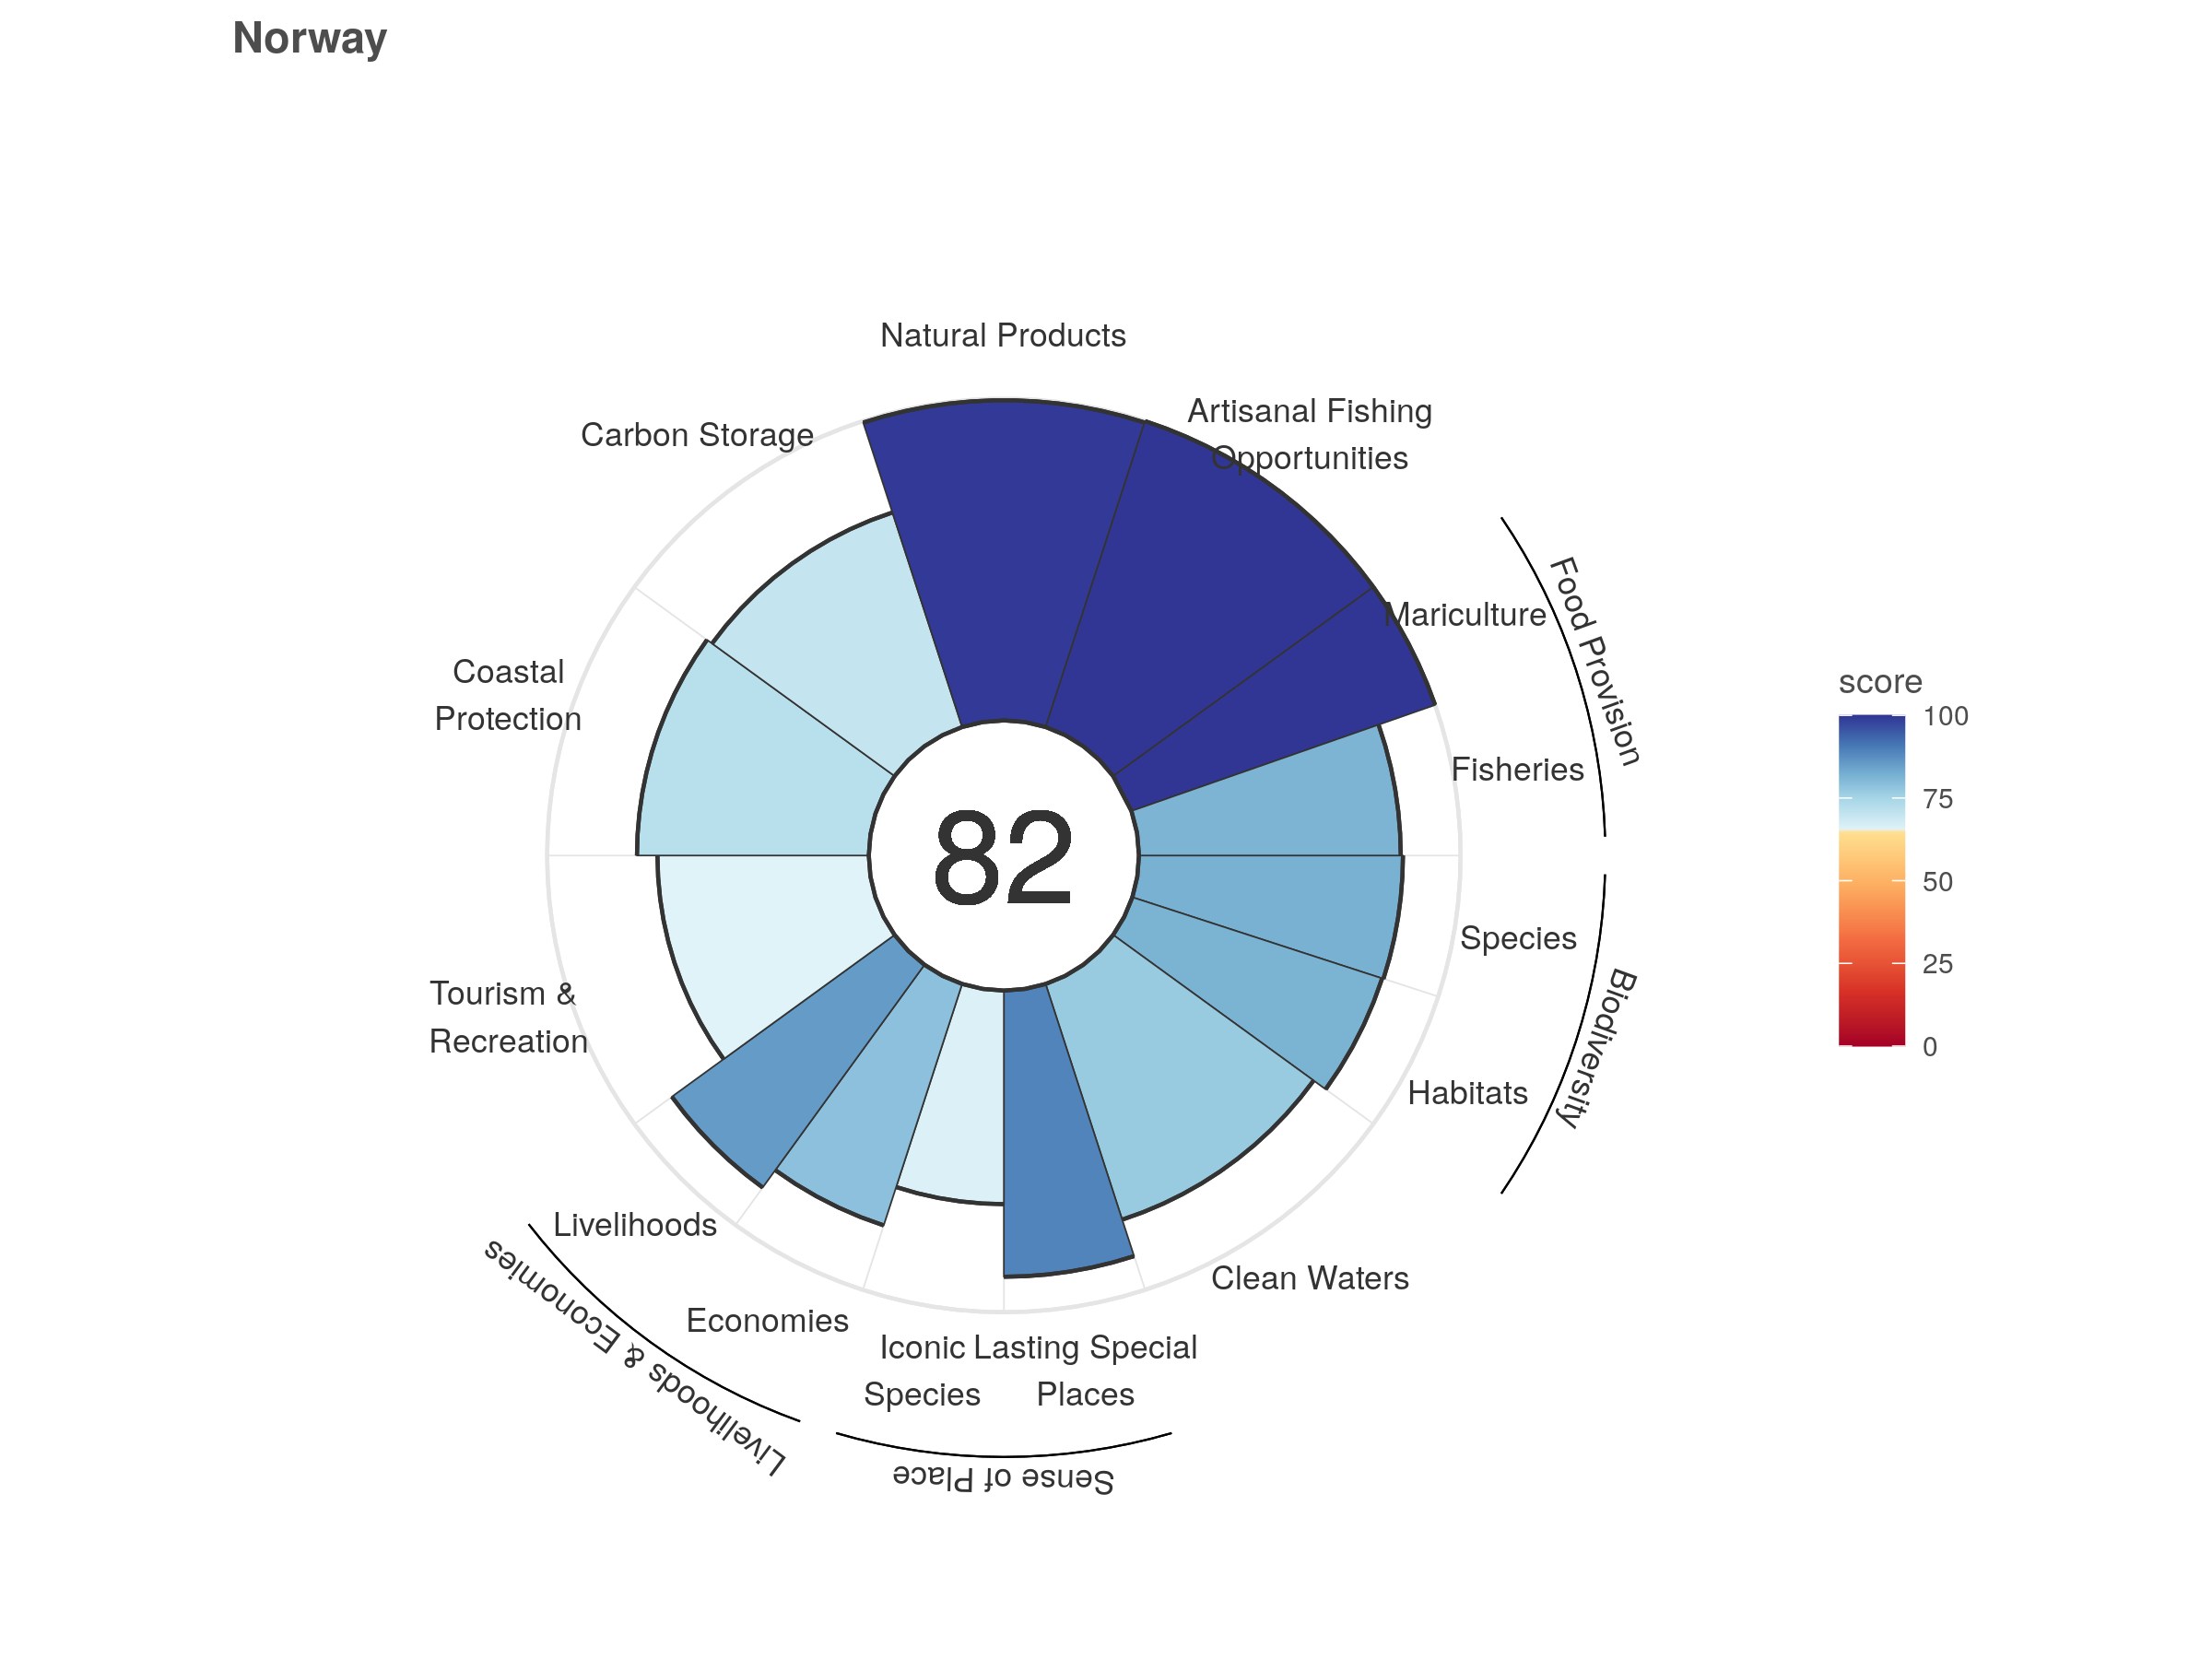 Norway
Natural Products
Artisanal Fishing
Opportunities
Carbon Storage
Mariculture
Food Provision
Coastal
Protection
Fisheries
score
100
75
50
25
0
82
Species
Biodiversity
Tourism &
Recreation
Habitats
Livelihoods
Clean Waters
Economies
Iconic
Species
Lasting Special
Places
Livelihoods & Economies
Sense of Place